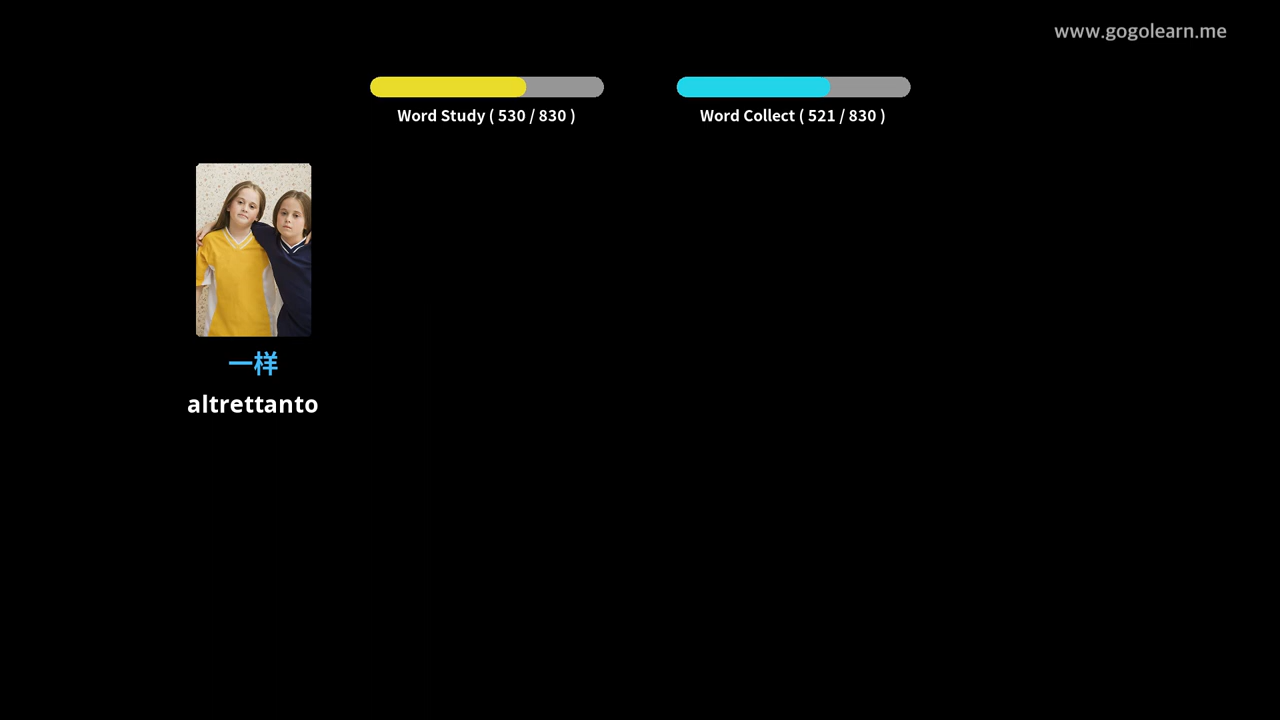 www.gogolearn.me
Word Study ( 530 / 830 )
Word Collect ( 521 / 830 )
一样
altrettanto